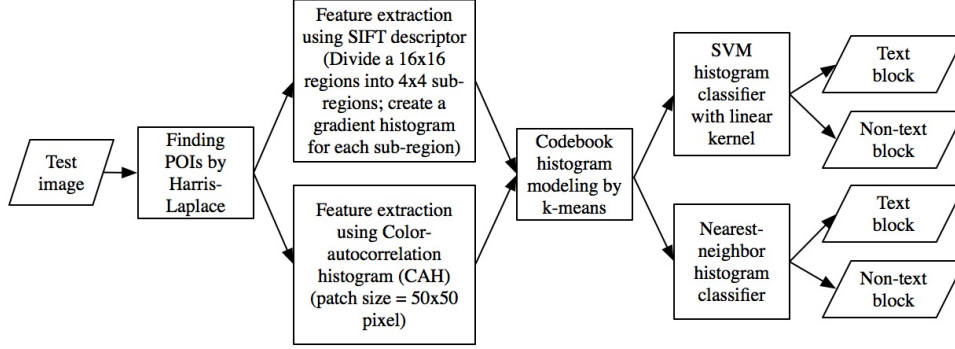 Test
image
Finding
POIs by
Harris-
Laplace
Feature extraction
using SIFT descriptor
(Divide a 16x16
regions into 4x4 sub-
regions; create a
gradient histogram
for each sub-region)
Feature extraction
using Color-
autocorrelation
histogram (CAH)
(patch size = 50x50
pixel)
Codebook
histogram
modeling by
k-means
SVM
histogram
classifier
with linear
kernel
Text
block
Non-text
block
Nearest-
neighbor
histogram
classifier
Text
block
Non-text
block